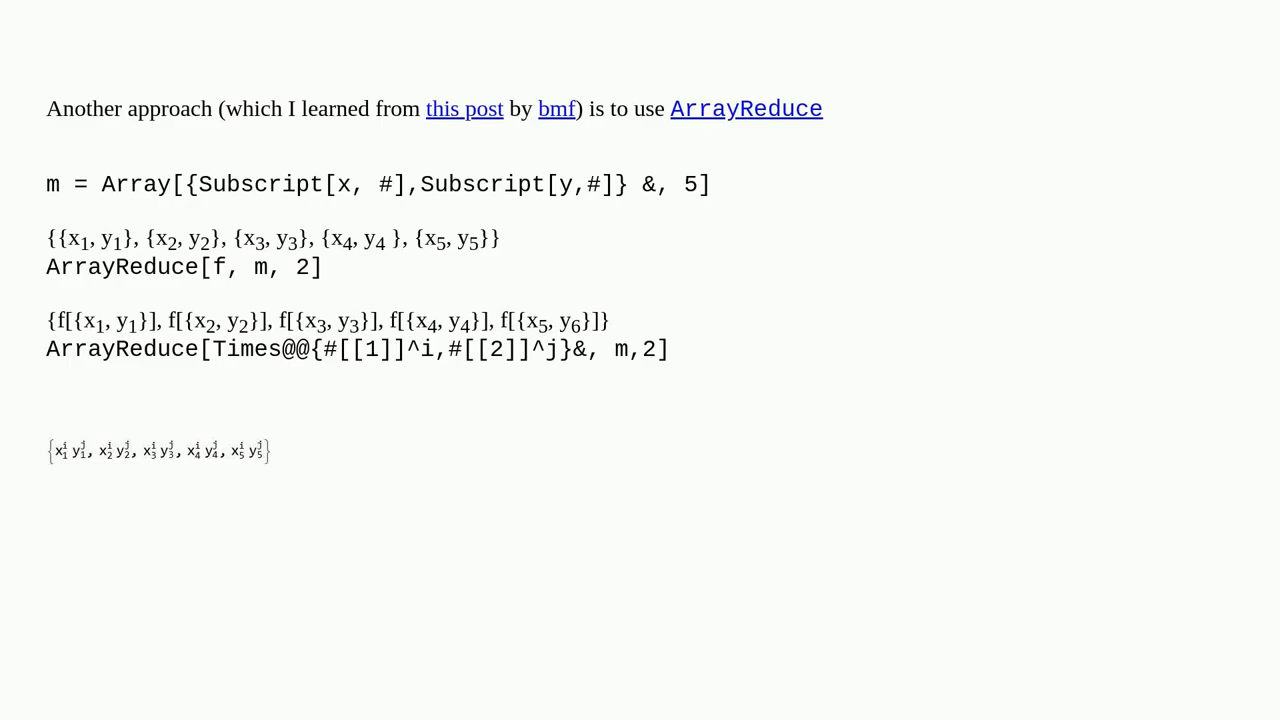 Another approach (which I learned from this post by bmf) is to use ArrayReduce
m = Array[{Subscript[x, #],Subscript[y,#]} &, 5]
{{x₁, y₁}, {x₂, y₂}, {x₃, y₃}, {x₄, y₄ }, {x₅, y₅}}
ArrayReduce[f, m, 2]
{f[{x₁, y₁}], f[{x₂, y₂}], f[{x₃, y₃}], f[{x₄, y₄}], f[{x₅, y₆}]}
ArrayReduce[Times@@{#[[1]]^i,#[[2]]^j}&, m,2]
{x₁ⁱ y₁ʲ, x₂ⁱ y₂ʲ, x₃ⁱ y₃ʲ, x₄ⁱ y₄ʲ, x₅ⁱ y₅ʲ}